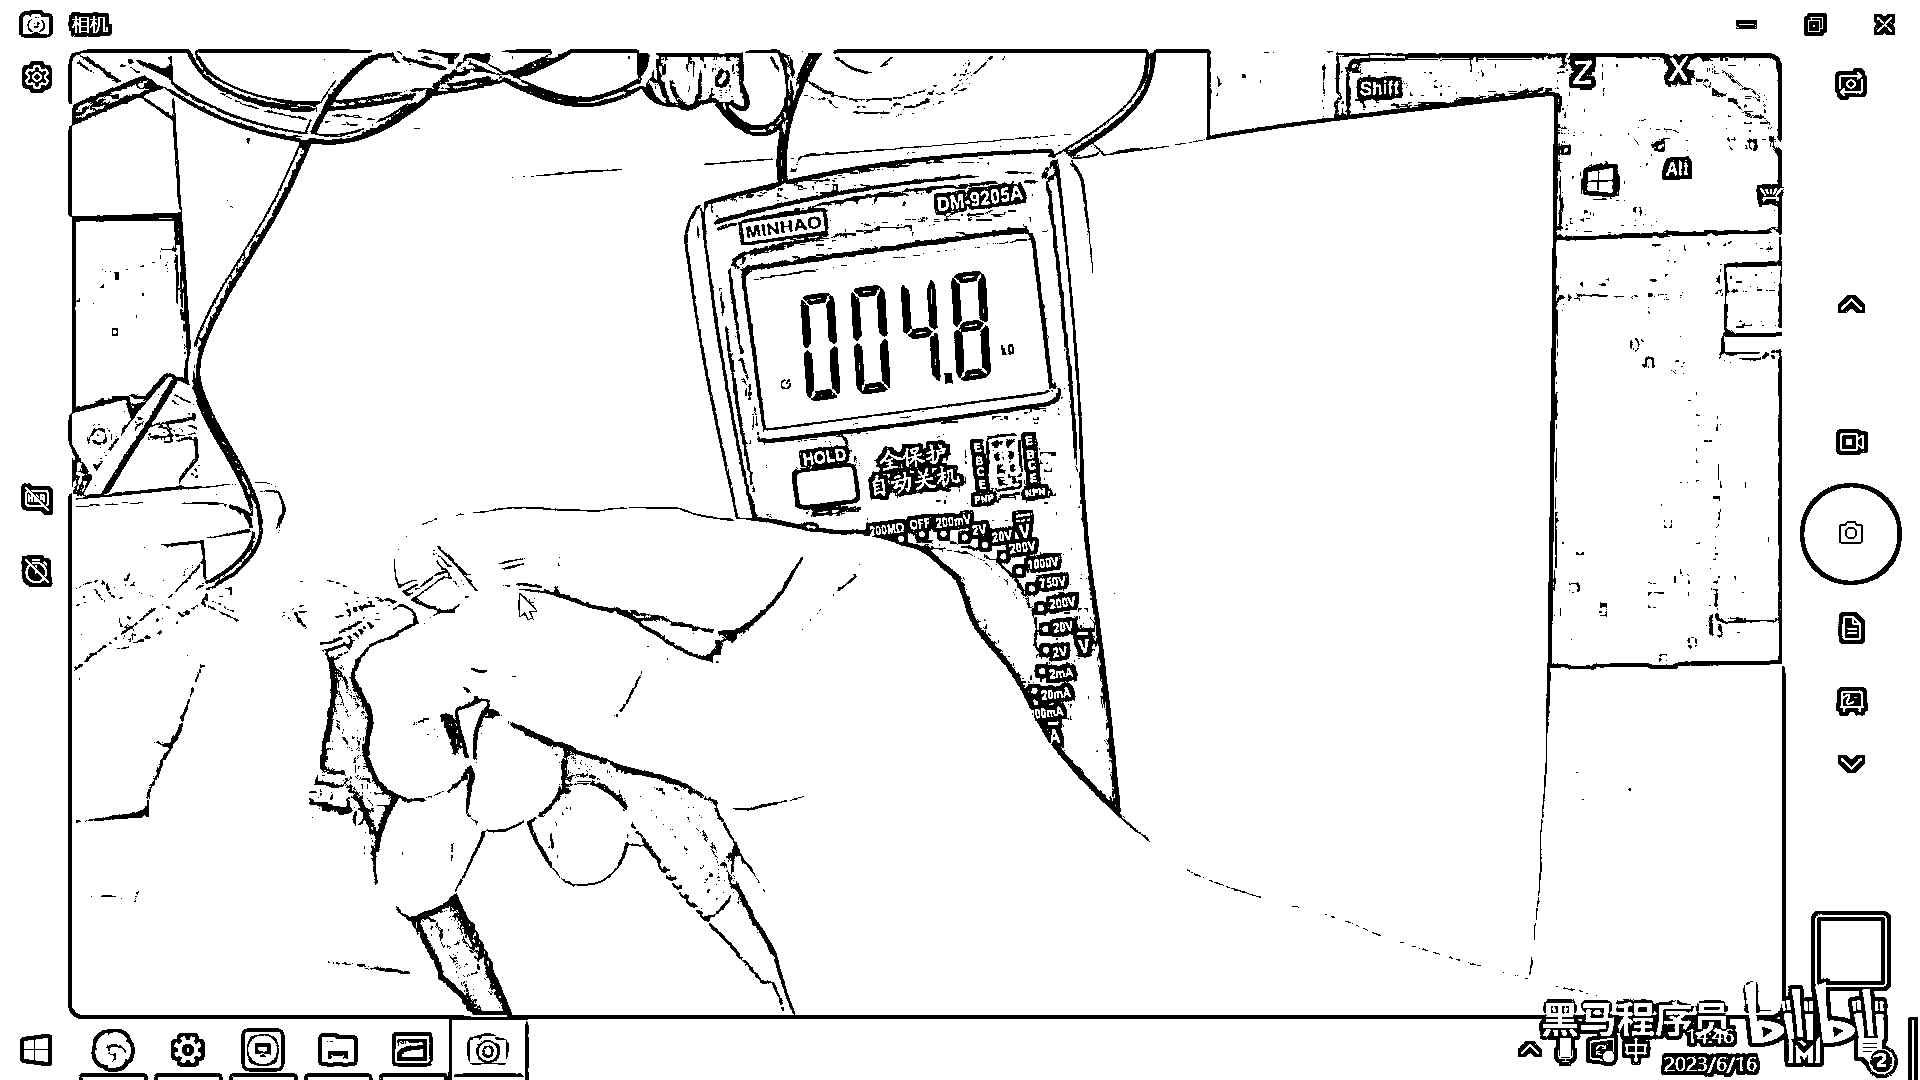 相机
Shift
Z
X
Alt
MINHAO
DM-9205A
004.8
kΩ
HOLD
全保护
自动关机
E
B
C
E
PNP
E
B
C
E
NPN
200MΩ
OFF
200mV
2V
20V
V
200V
1000V
750V
200V
20V
2V
V
2mA
20mA
A
黑马程序员
bilibili
中
14:46
2023/6/16
2